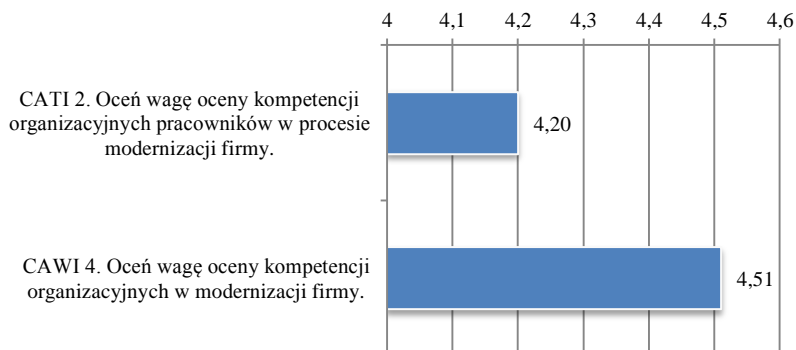 4 4,1 4,2 4,3 4,4 4,5 4,6
CATI 2. Oceń wagę oceny kompetencji
organizacyjnych pracowników w procesie
modernizacji firmy.
4,20
CAWI 4. Oceń wagę oceny kompetencji
organizacyjnych w modernizacji firmy.
4,51